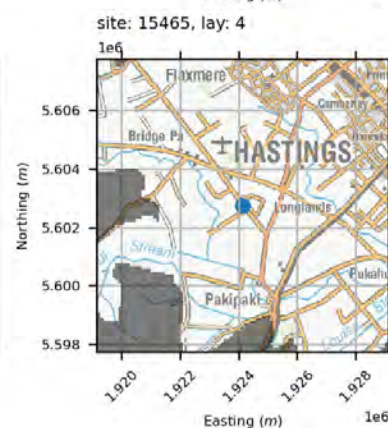 site: 15465, lay: 4
1e6
Flaxmere
5.606
Camberley
Bridge Pa
HASTINGS
5.604
Longlands
5.602
Stream
5.600
Pukahu
Pakipaki
5.598
Northing (m)
1.920
1.922
1.924
1.926
1.928
1e6
Easting (m)